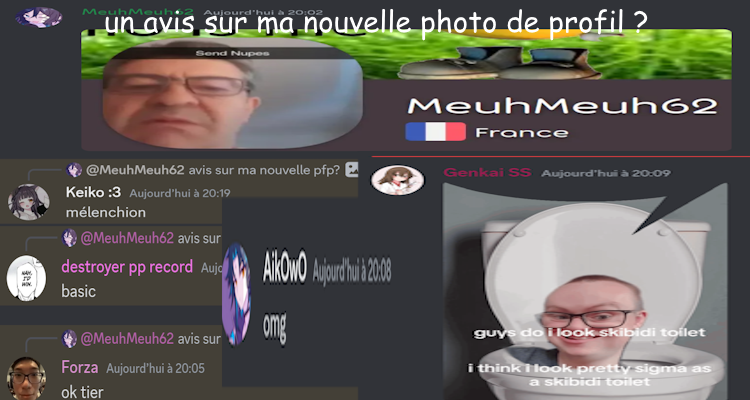 MeuhMeuh62 Aujourd'hui à 20:02
un avis sur ma nouvelle photo de profil ?
Send Nupes
MeuhMeuh62
France
@MeuhMeuh62 avis sur ma nouvelle pfp?
Keiko :3 Aujourd'hui à 20:19
mélenchion
@MeuhMeuh62 avis sur
destroyer pp record Aujo
basic
@MeuhMeuh62 avis sur
Forza Aujourd'hui à 20:05
ok tier
AikOwO Aujourd'hui à 20:08
omg
Genkai SS Aujourd'hui à 20:09
guys do i look skibidi toilet
i think i look pretty sigma as
a skibidi toilet